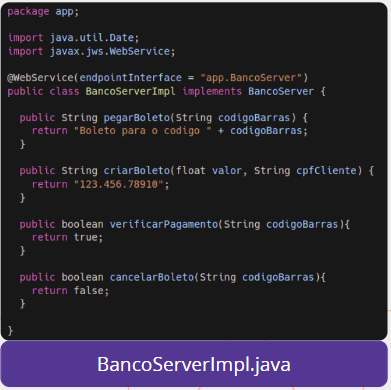 package app;
import java.util.Date;
import javax.jws.WebService;
@WebService(endpointInterface = "app.BancoServer")
public class BancoServerImpl implements BancoServer {
public String pegarBoleto(String codigoBarras) {
return "Boleto para o codigo " + codigoBarras;
}
public String criarBoleto(float valor, String cpfCliente) {
return "123.456.78910";
}
public boolean verificarPagamento(String codigoBarras){
return true;
}
public boolean cancelarBoleto(String codigoBarras){
return false;
}
}
BancoServerImpl.java